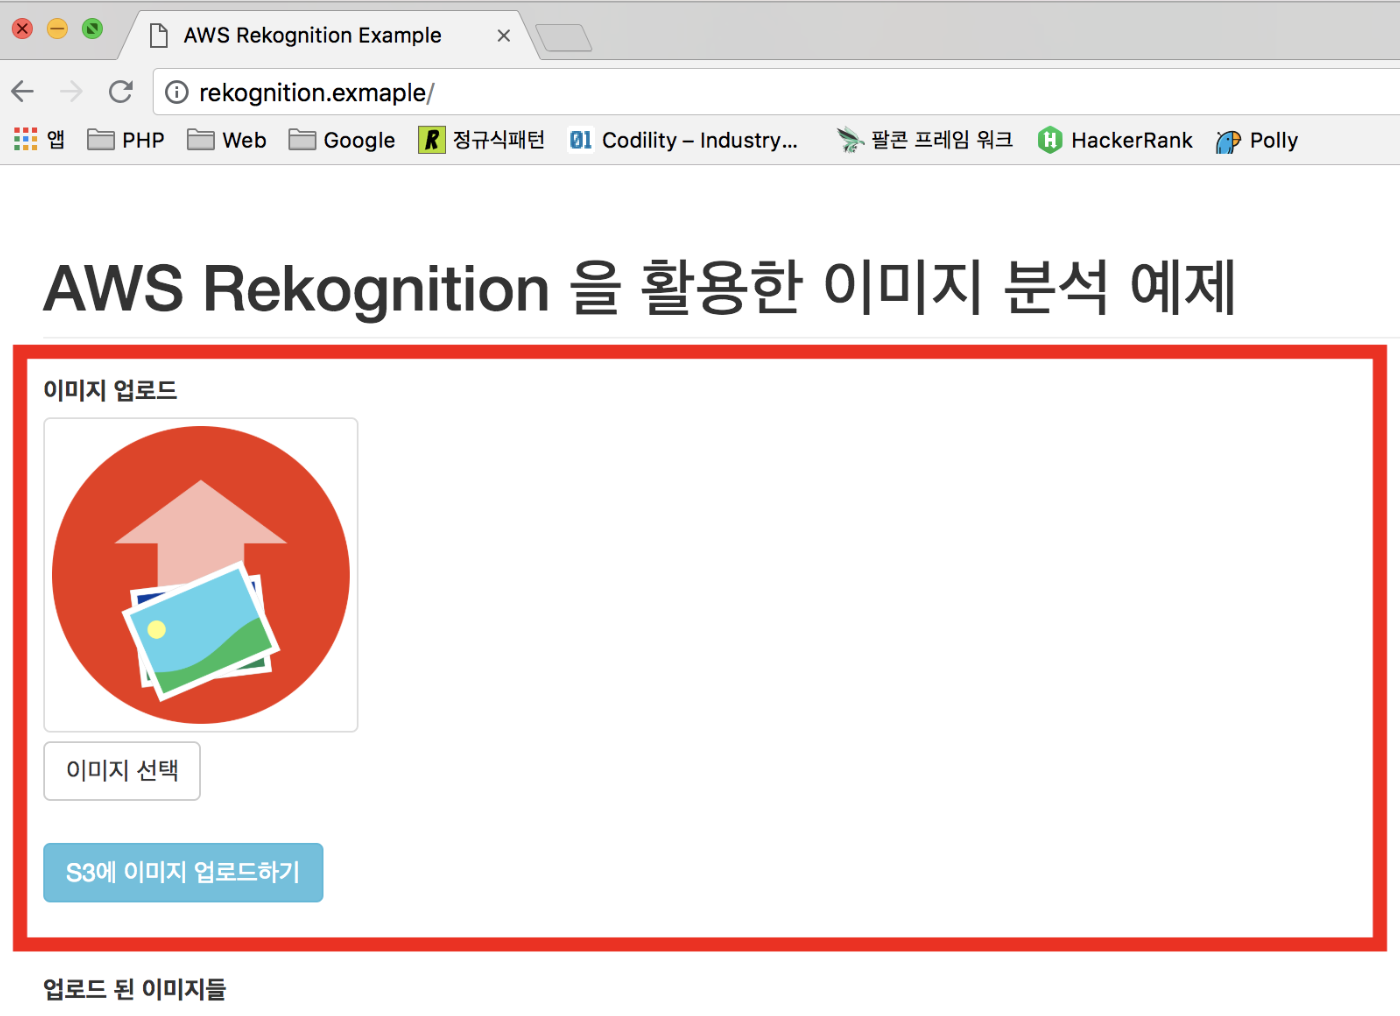 AWS Rekognition Example
rekognition.exmaple/
앱 PHP Web Google R 정규식패턴 01 Codility – Industry... 팔콘 프레임 워크 H HackerRank Polly
AWS Rekognition 을 활용한 이미지 분석 예제
이미지 업로드
이미지 선택
S3에 이미지 업로드하기
업로드 된 이미지들